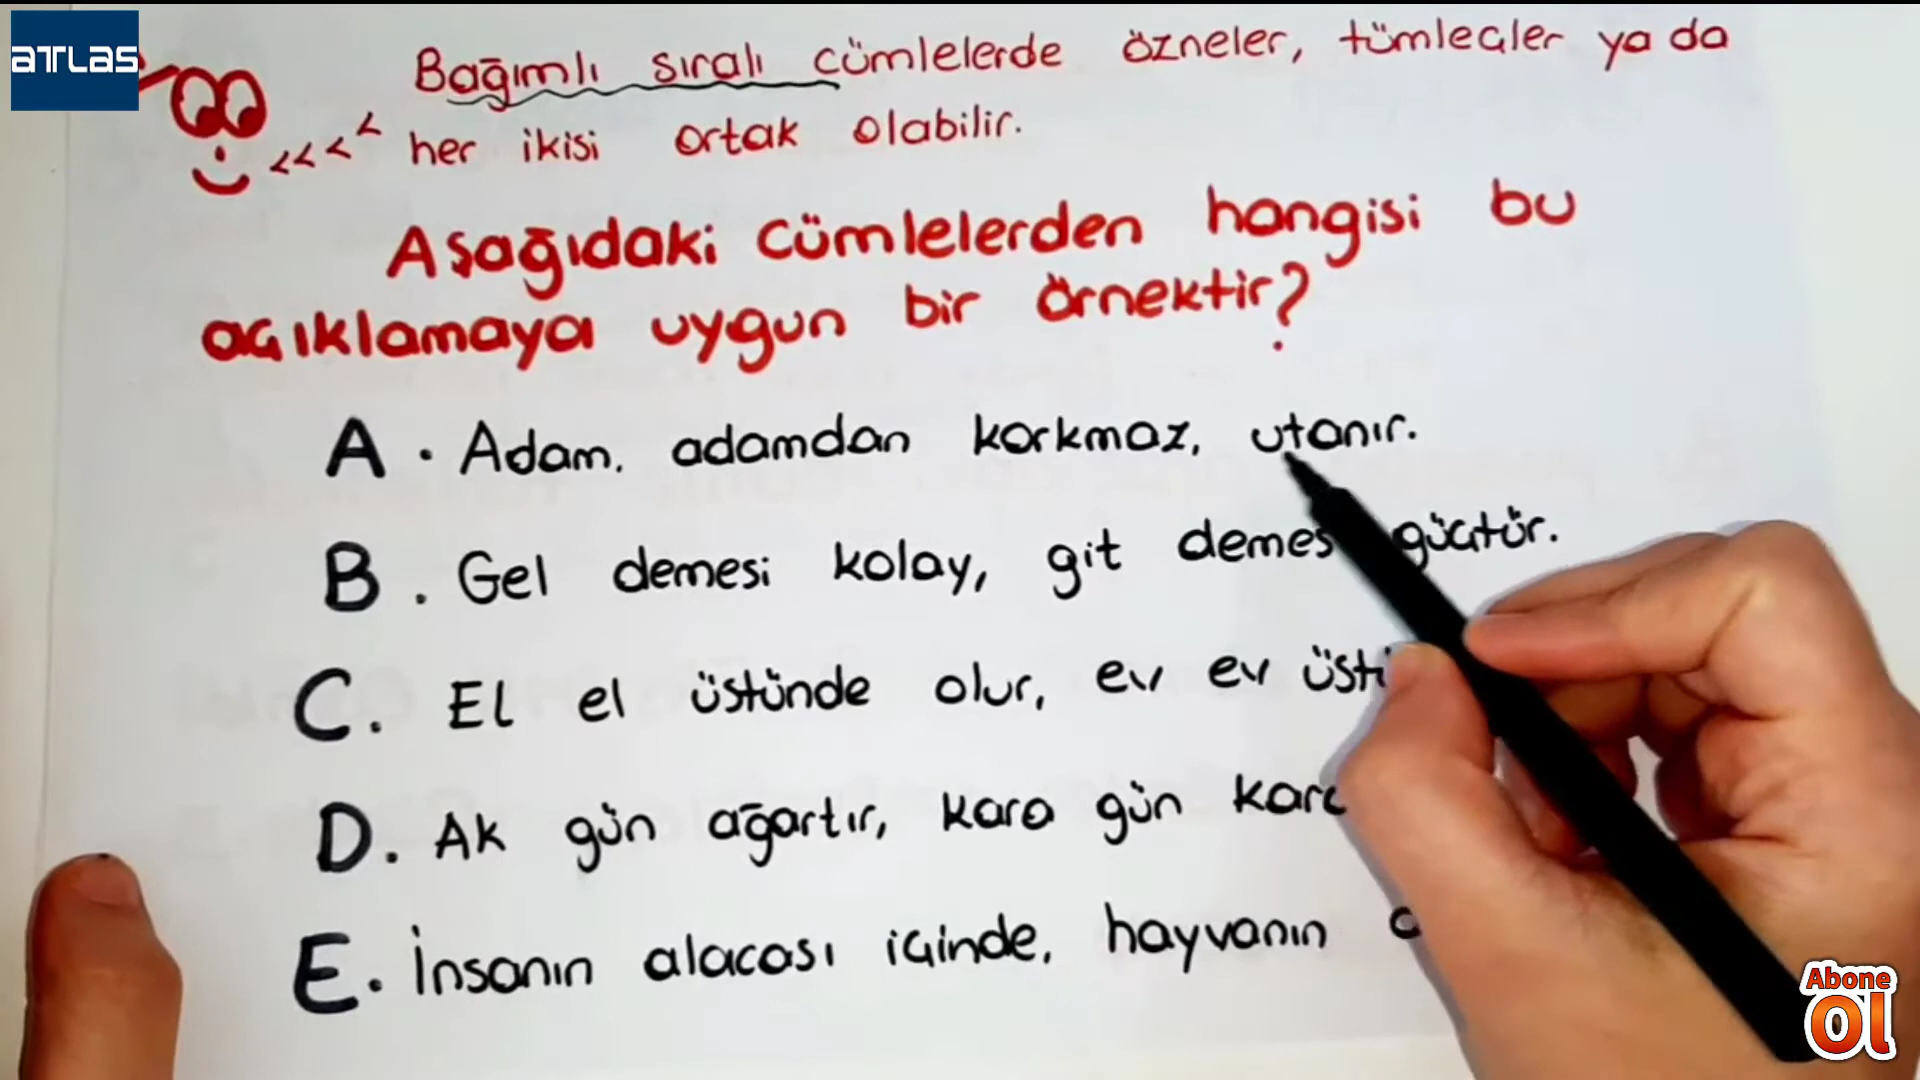 ATLAS
Bağımlı sıralı cümlelerde özneler, tümleçler ya da
her ikisi ortak olabilir.
Aşağıdaki cümlelerden hangisi bu
açıklamaya uygun bir örnektir?
A. Adam, adamdan korkmaz, utanır.
B. Gel demesi kolay, git güçtür.
C. El el üstünde olur, ev ev
D. Ak gün ağartır, kara gün
E. İnsanın alacası içinde, hayvanın
Abone
Ol